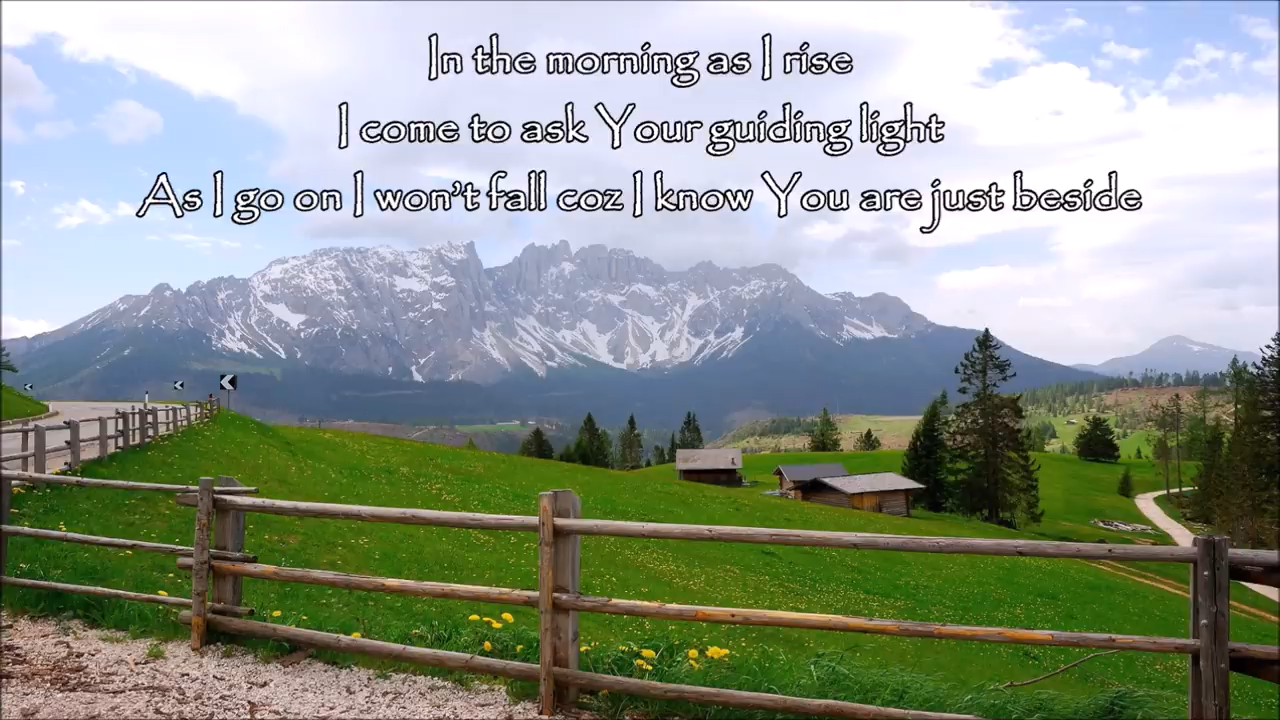 In the morning as I rise
I come to ask Your guiding light
As I go on I won't fall coz I know You are just beside